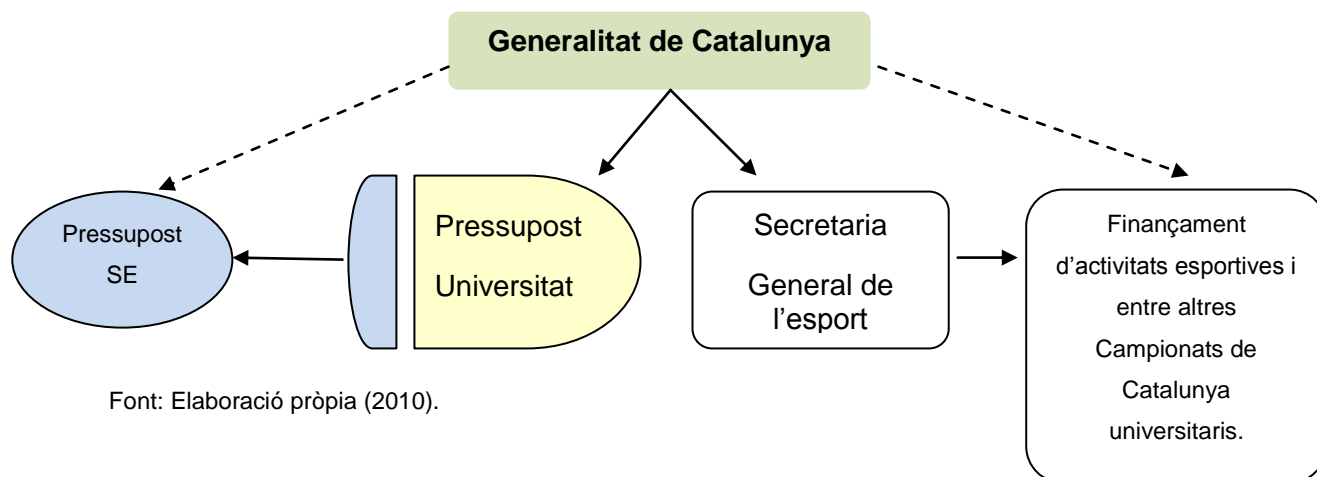 Generalitat de Catalunya
Pressupost
SE
Pressupost
Universitat
Secretaria
General de
l’esport
Finançament
d’activitats esportives i
entre altres
Campionats de
Catalunya
universitaris.
Font: Elaboració pròpia (2010).